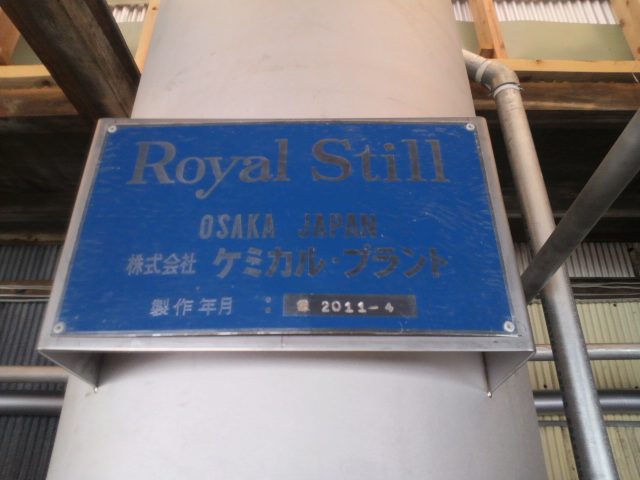 Royal Still
OSAKA JAPAN
株式会社 ケミカル・プラント
製作年月 : 2011-4